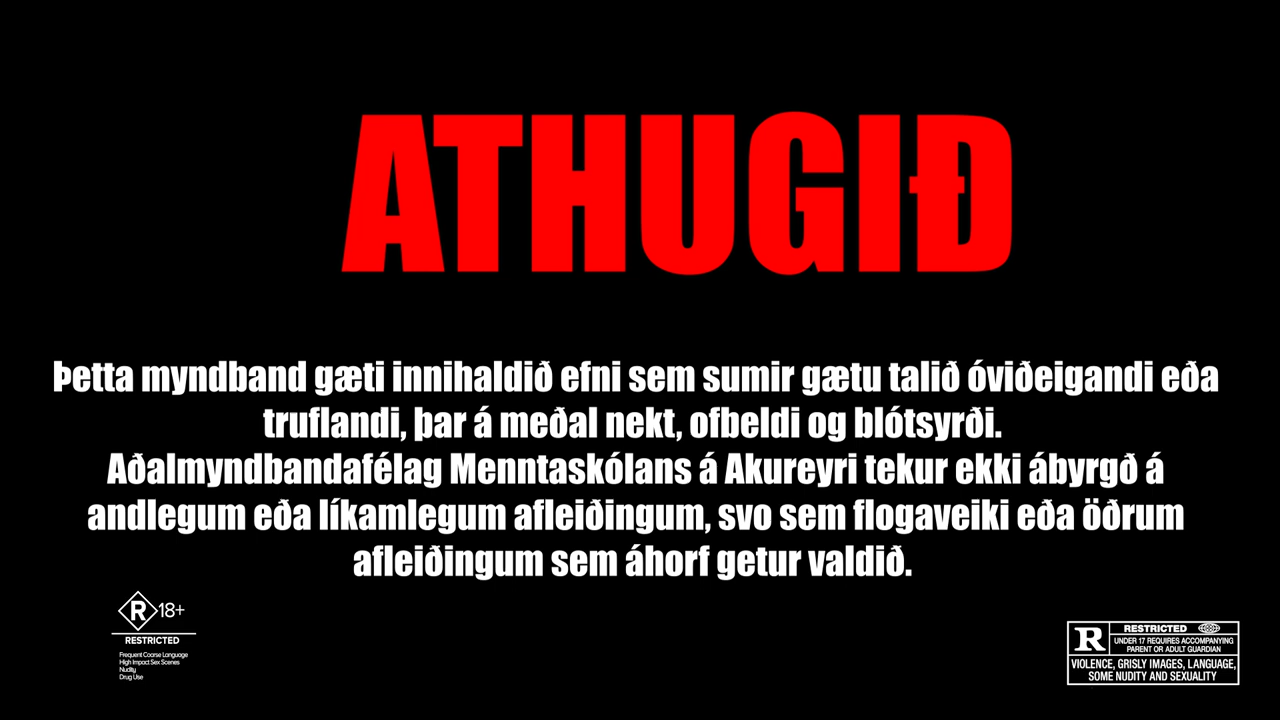 ATHUGIÐ
Þetta myndband gæti innihaldið efni sem sumir gætu talið óviðeigandi eða
truflandi, þar á meðal nekt, ofbeldi og blótsyrði.
Aðalmyndbandafélag Menntaskólans á Akureyri tekur ekki ábyrgð á
andlegum eða líkamlegum afleiðingum, svo sem flogaveiki eða öðrum
afleiðingum sem áhorf getur valdið.
R 18+
RESTRICTED
Frequent Coarse Language
High Impact Sex Scenes
Nudity
Drug Use
R RESTRICTED
UNDER 17 REQUIRES ACCOMPANYING
PARENT OR ADULT GUARDIAN
VIOLENCE, GRISLY IMAGES, LANGUAGE,
SOME NUDITY AND SEXUALITY